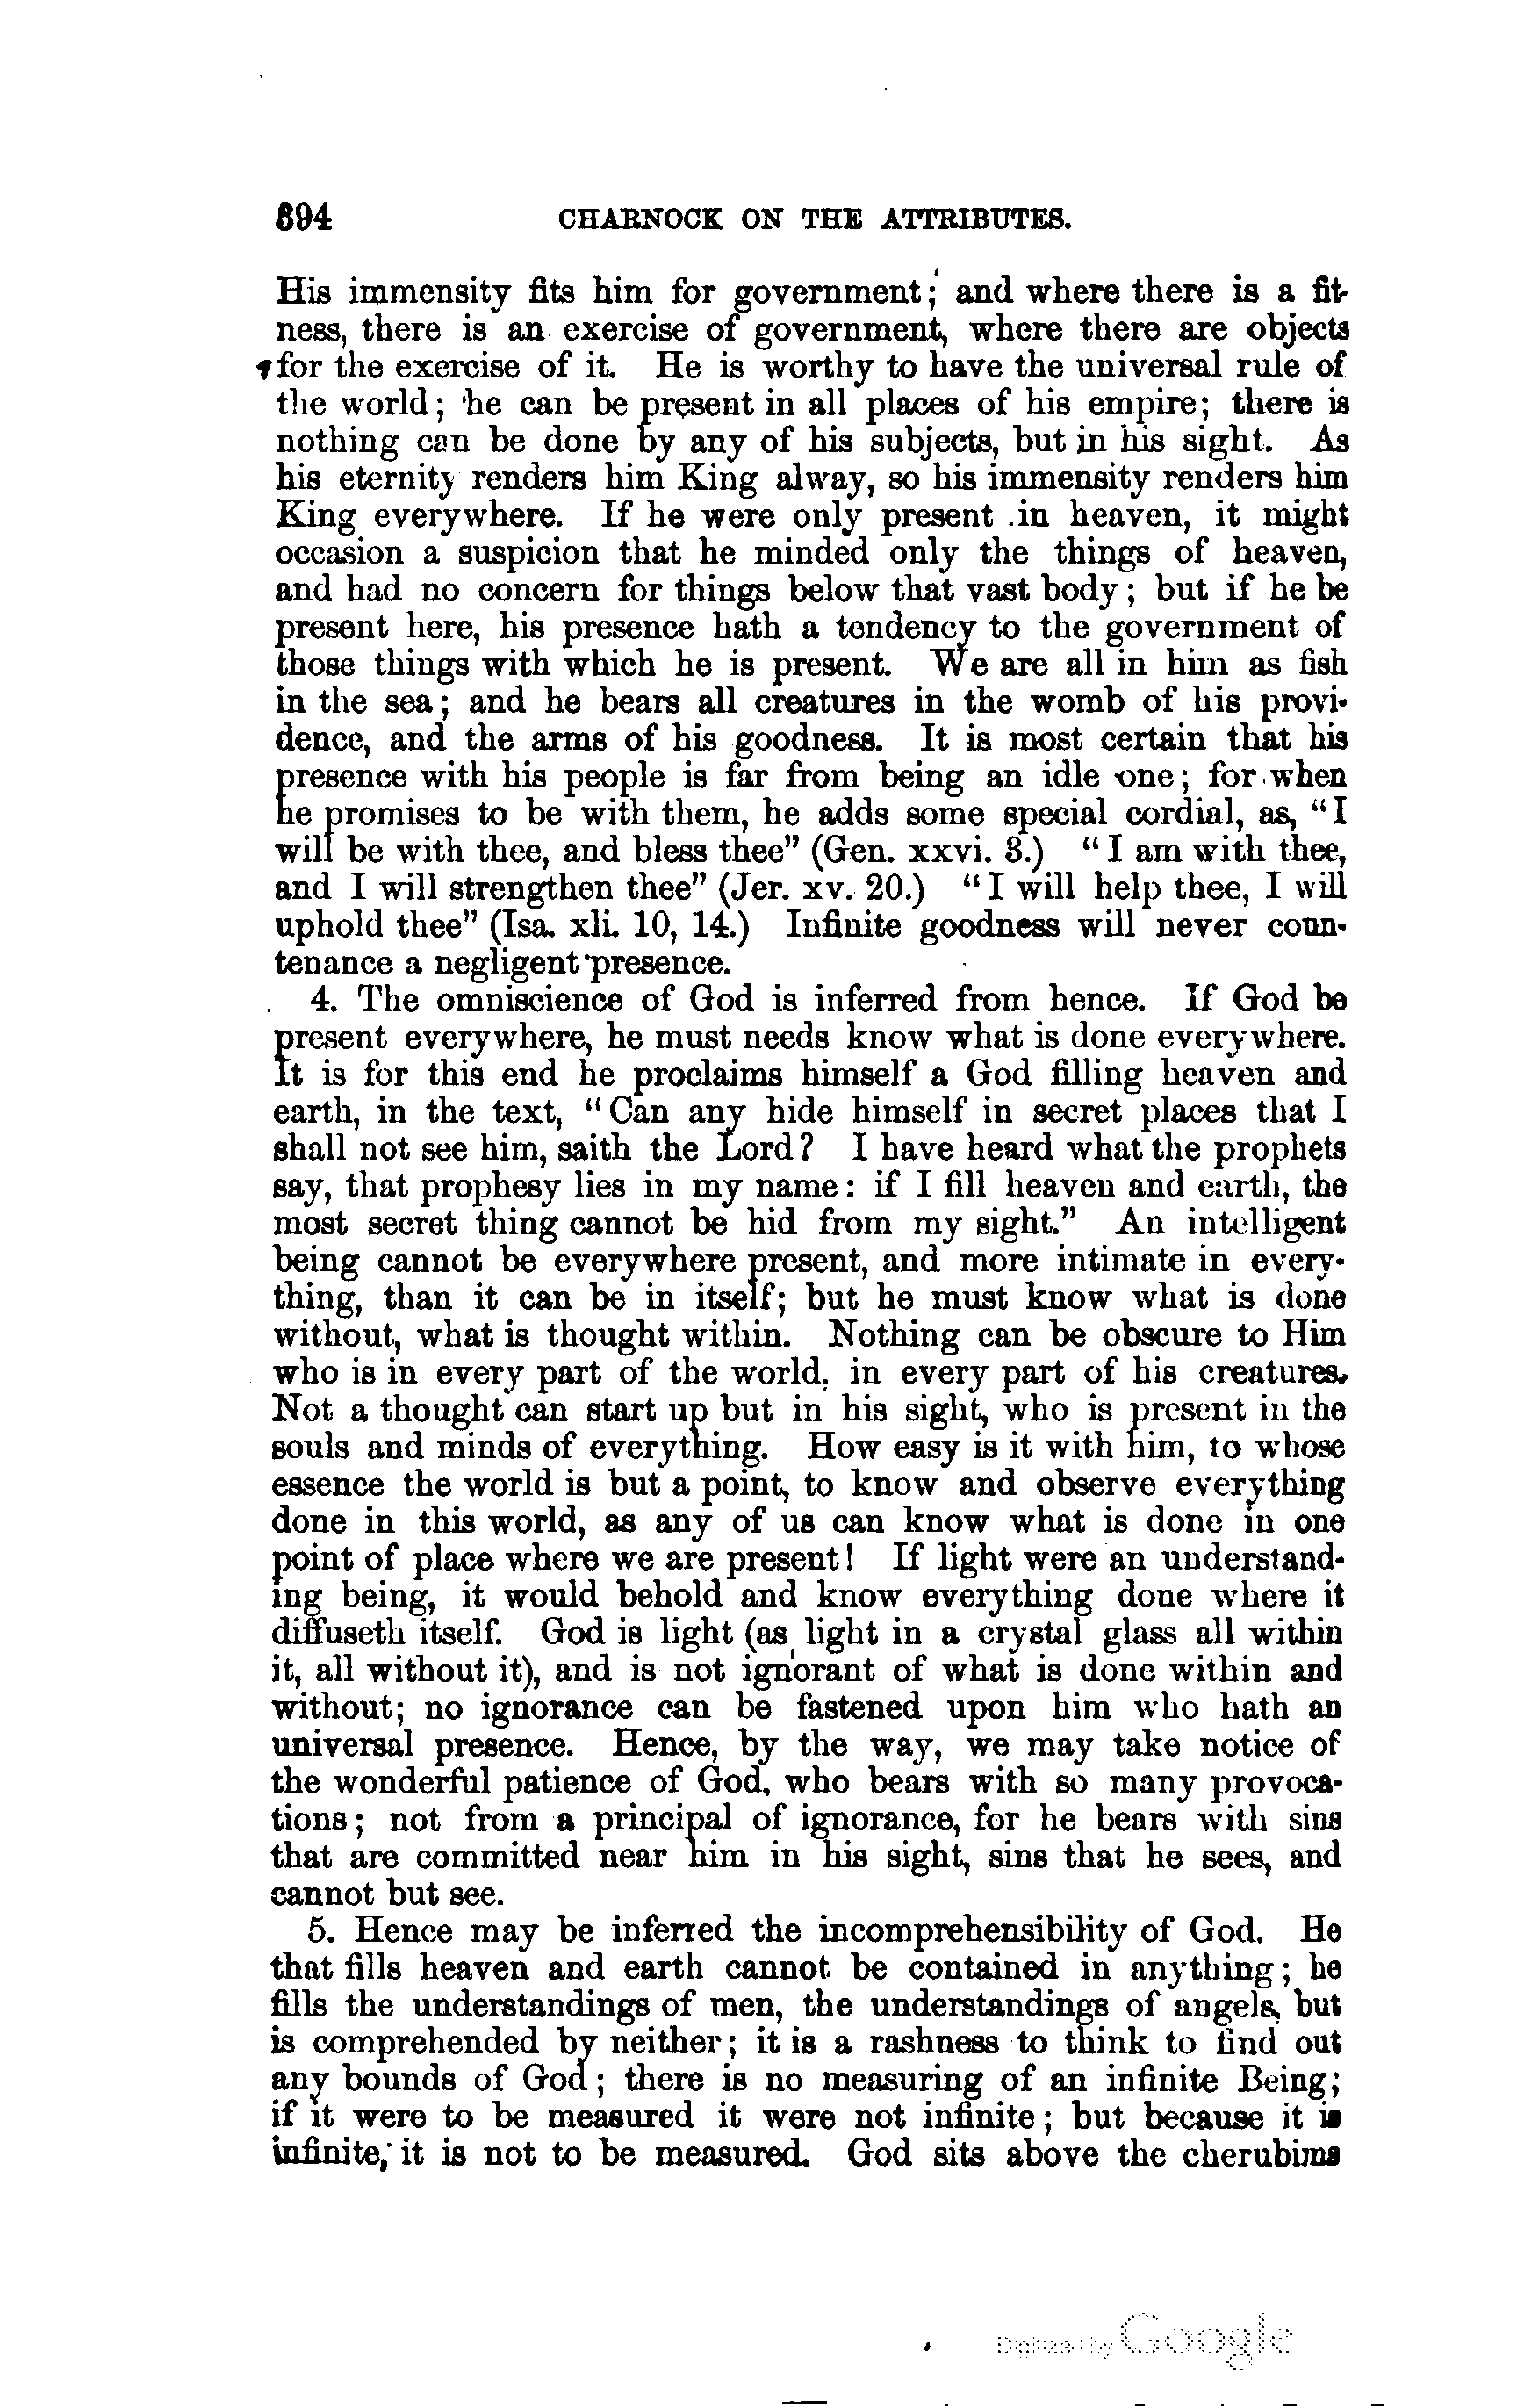 394 CHARNOCK ON THE ATTRIBUTES.
His immensity fits him for government; and where there is a fit-
ness, there is an exercise of government, where there are objects
for the exercise of it. He is worthy to have the universal rule of
the world; he can be present in all places of his empire; there is
nothing can be done by any of his subjects, but in his sight. As
his eternity renders him King alway, so his immensity renders him
King everywhere. If he were only present in heaven, it might
occasion a suspicion that he minded only the things of heaven,
and had no concern for things below that vast body; but if he be
present here, his presence hath a tendency to the government of
those things with which he is present. We are all in him as fish
in the sea; and he bears all creatures in the womb of his provi-
dence, and the arms of his goodness. It is most certain that his
presence with his people is far from being an idle one; for when
he promises to be with them, he adds some special cordial, as, "I
will be with thee, and bless thee" (Gen. xxvi. 3.) "I am with thee,
and I will strengthen thee" (Jer. xv. 20.) "I will help thee, I will
uphold thee" (Isa. xli. 10, 14.) Infinite goodness will never coun-
tenance a negligent presence.
4. The omniscience of God is inferred from hence. If God be
present everywhere, he must needs know what is done everywhere.
It is for this end he proclaims himself a God filling heaven and
earth, in the text, "Can any hide himself in secret places that I
shall not see him, saith the Lord? I have heard what the prophets
say, that prophesy lies in my name: if I fill heaven and earth, the
most secret thing cannot be hid from my sight." An intelligent
being cannot be everywhere present, and more intimate in every-
thing, than it can be in itself; but he must know what is done
without, what is thought within. Nothing can be obscure to Him
who is in every part of the world, in every part of his creatures.
Not a thought can start up but in his sight, who is present in the
souls and minds of everything. How easy is it with him, to whose
essence the world is but a point, to know and observe everything
done in this world, as any of us can know what is done in one
point of place where we are present! If light were an understand-
ing being, it would behold and know everything done where it
diffuseth itself. God is light (as light in a crystal glass all within
it, all without it), and is not ignorant of what is done within and
without; no ignorance can be fastened upon him who hath an
universal presence. Hence, by the way, we may take notice of
the wonderful patience of God, who bears with so many provoca-
tions; not from a principal of ignorance, for he bears with sins
that are committed near him in his sight, sins that he sees, and
cannot but see.
5. Hence may be inferred the incomprehensibility of God. He
that fills heaven and earth cannot be contained in anything; he
fills the understandings of men, the understandings of angels, but
is comprehended by neither; it is a rashness to think to find out
any bounds of God; there is no measuring of an infinite Being;
if it were to be measured it were not infinite; but because it is
infinite, it is not to be measured. God sits above the cherubims
Digitized by Google